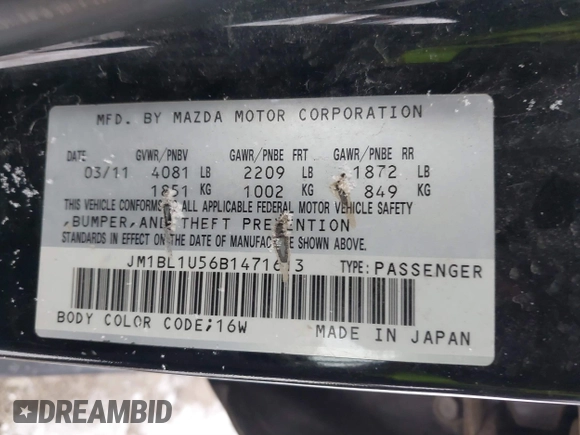 MFD. BY MAZDA MOTOR CORPORATION
DATE GVWR/PNBV GAWR/PNBE FRT GAWR/PNBE RR
03/11 4081 LB 2209 LB 1872 LB
1851 KG 1002 KG 849 KG
THIS VEHICLE CONFORMS TO ALL APPLICABLE FEDERAL MOTOR VEHICLE SAFETY
,BUMPER,AND THEFT PREVENTION
STANDARDS IN EFFECT ON THE DATE OF MANUFACTURE SHOWN ABOVE.
TYPE:PASSENGER
BODY COLOR CODE;16W MADE IN JAPAN
DREAMBID